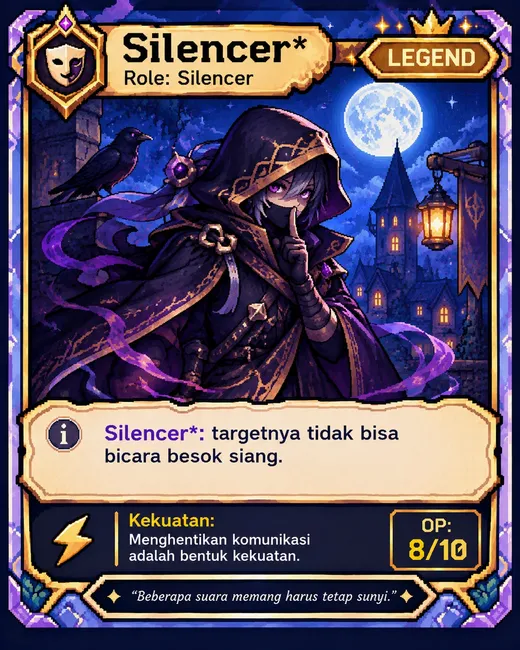 Silencer*
LEGEND
Role: Silencer
i
Silencer*: targetnya tidak bisa
bicara besok siang.
Kekuatan:
Menghentikan komunikasi
adalah bentuk kekuatan.
OP:
8/10
“Beberapa suara memang harus tetap sunyi.”